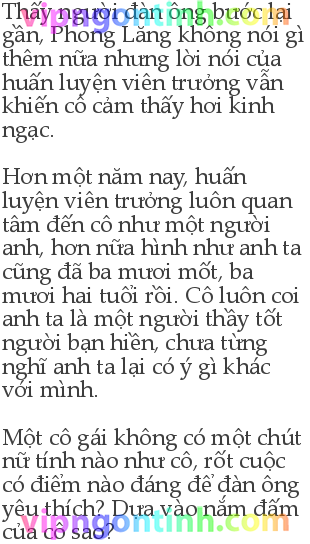 Thấy người đàn ông bước lại
gần, Phong Lăng không nói gì
thêm nữa nhưng lời nói của
huấn luyện viên trưởng vẫn
khiến cô cảm thấy hơi kinh
ngạc.
Hơn một năm nay, huấn
luyện viên trưởng luôn quan
tâm đến cô như một người
anh, hơn nữa hình như anh ta
cũng đã ba mươi mốt, ba
mươi hai tuổi rồi. Cô luôn coi
anh ta là một người thầy tốt
người bạn hiền, chưa từng
nghĩ anh ta lại có ý gì khác
với mình.
vipngontinh.com
Một cô gái không có một chút
nữ tính nào như cô, rốt cuộc
có điểm nào đáng để đàn ông
yêu thích? Dựa vào nắm đấm
của cô sao?
vipngontinh.com